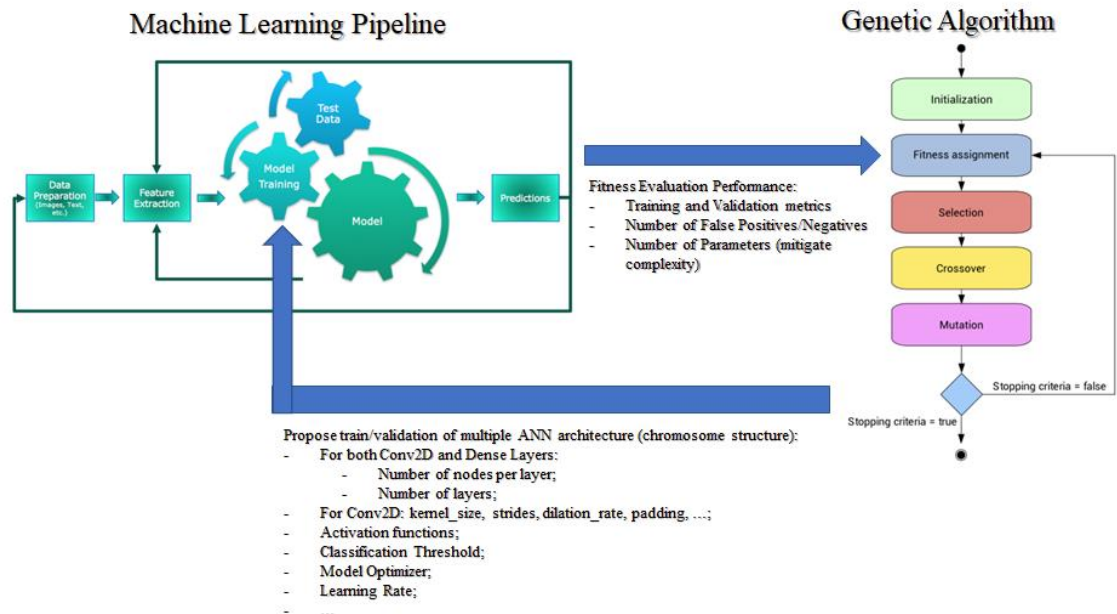 Machine Learning Pipeline
Genetic Algorithm
Test
Data
Model
Training
Model
Data
Preparation
(Images, Text,
etc.)
Feature
Extraction
Predictions
Fitness Evaluation Performance:
- Training and Validation metrics
- Number of False Positives/Negatives
- Number of Parameters (mitigate
complexity)
Initialization
Fitness assignment
Selection
Crossover
Mutation
Stopping criteria = false
Stopping criteria = true
Propose train/validation of multiple ANN architecture (chromosome structure):
- For both Conv2D and Dense Layers:
- Number of nodes per layer;
- Number of layers;
- For Conv2D: kernel_size, strides, dilation_rate, padding, …;
- Activation functions;
- Classification Threshold;
- Model Optimizer;
- Learning Rate;
- …